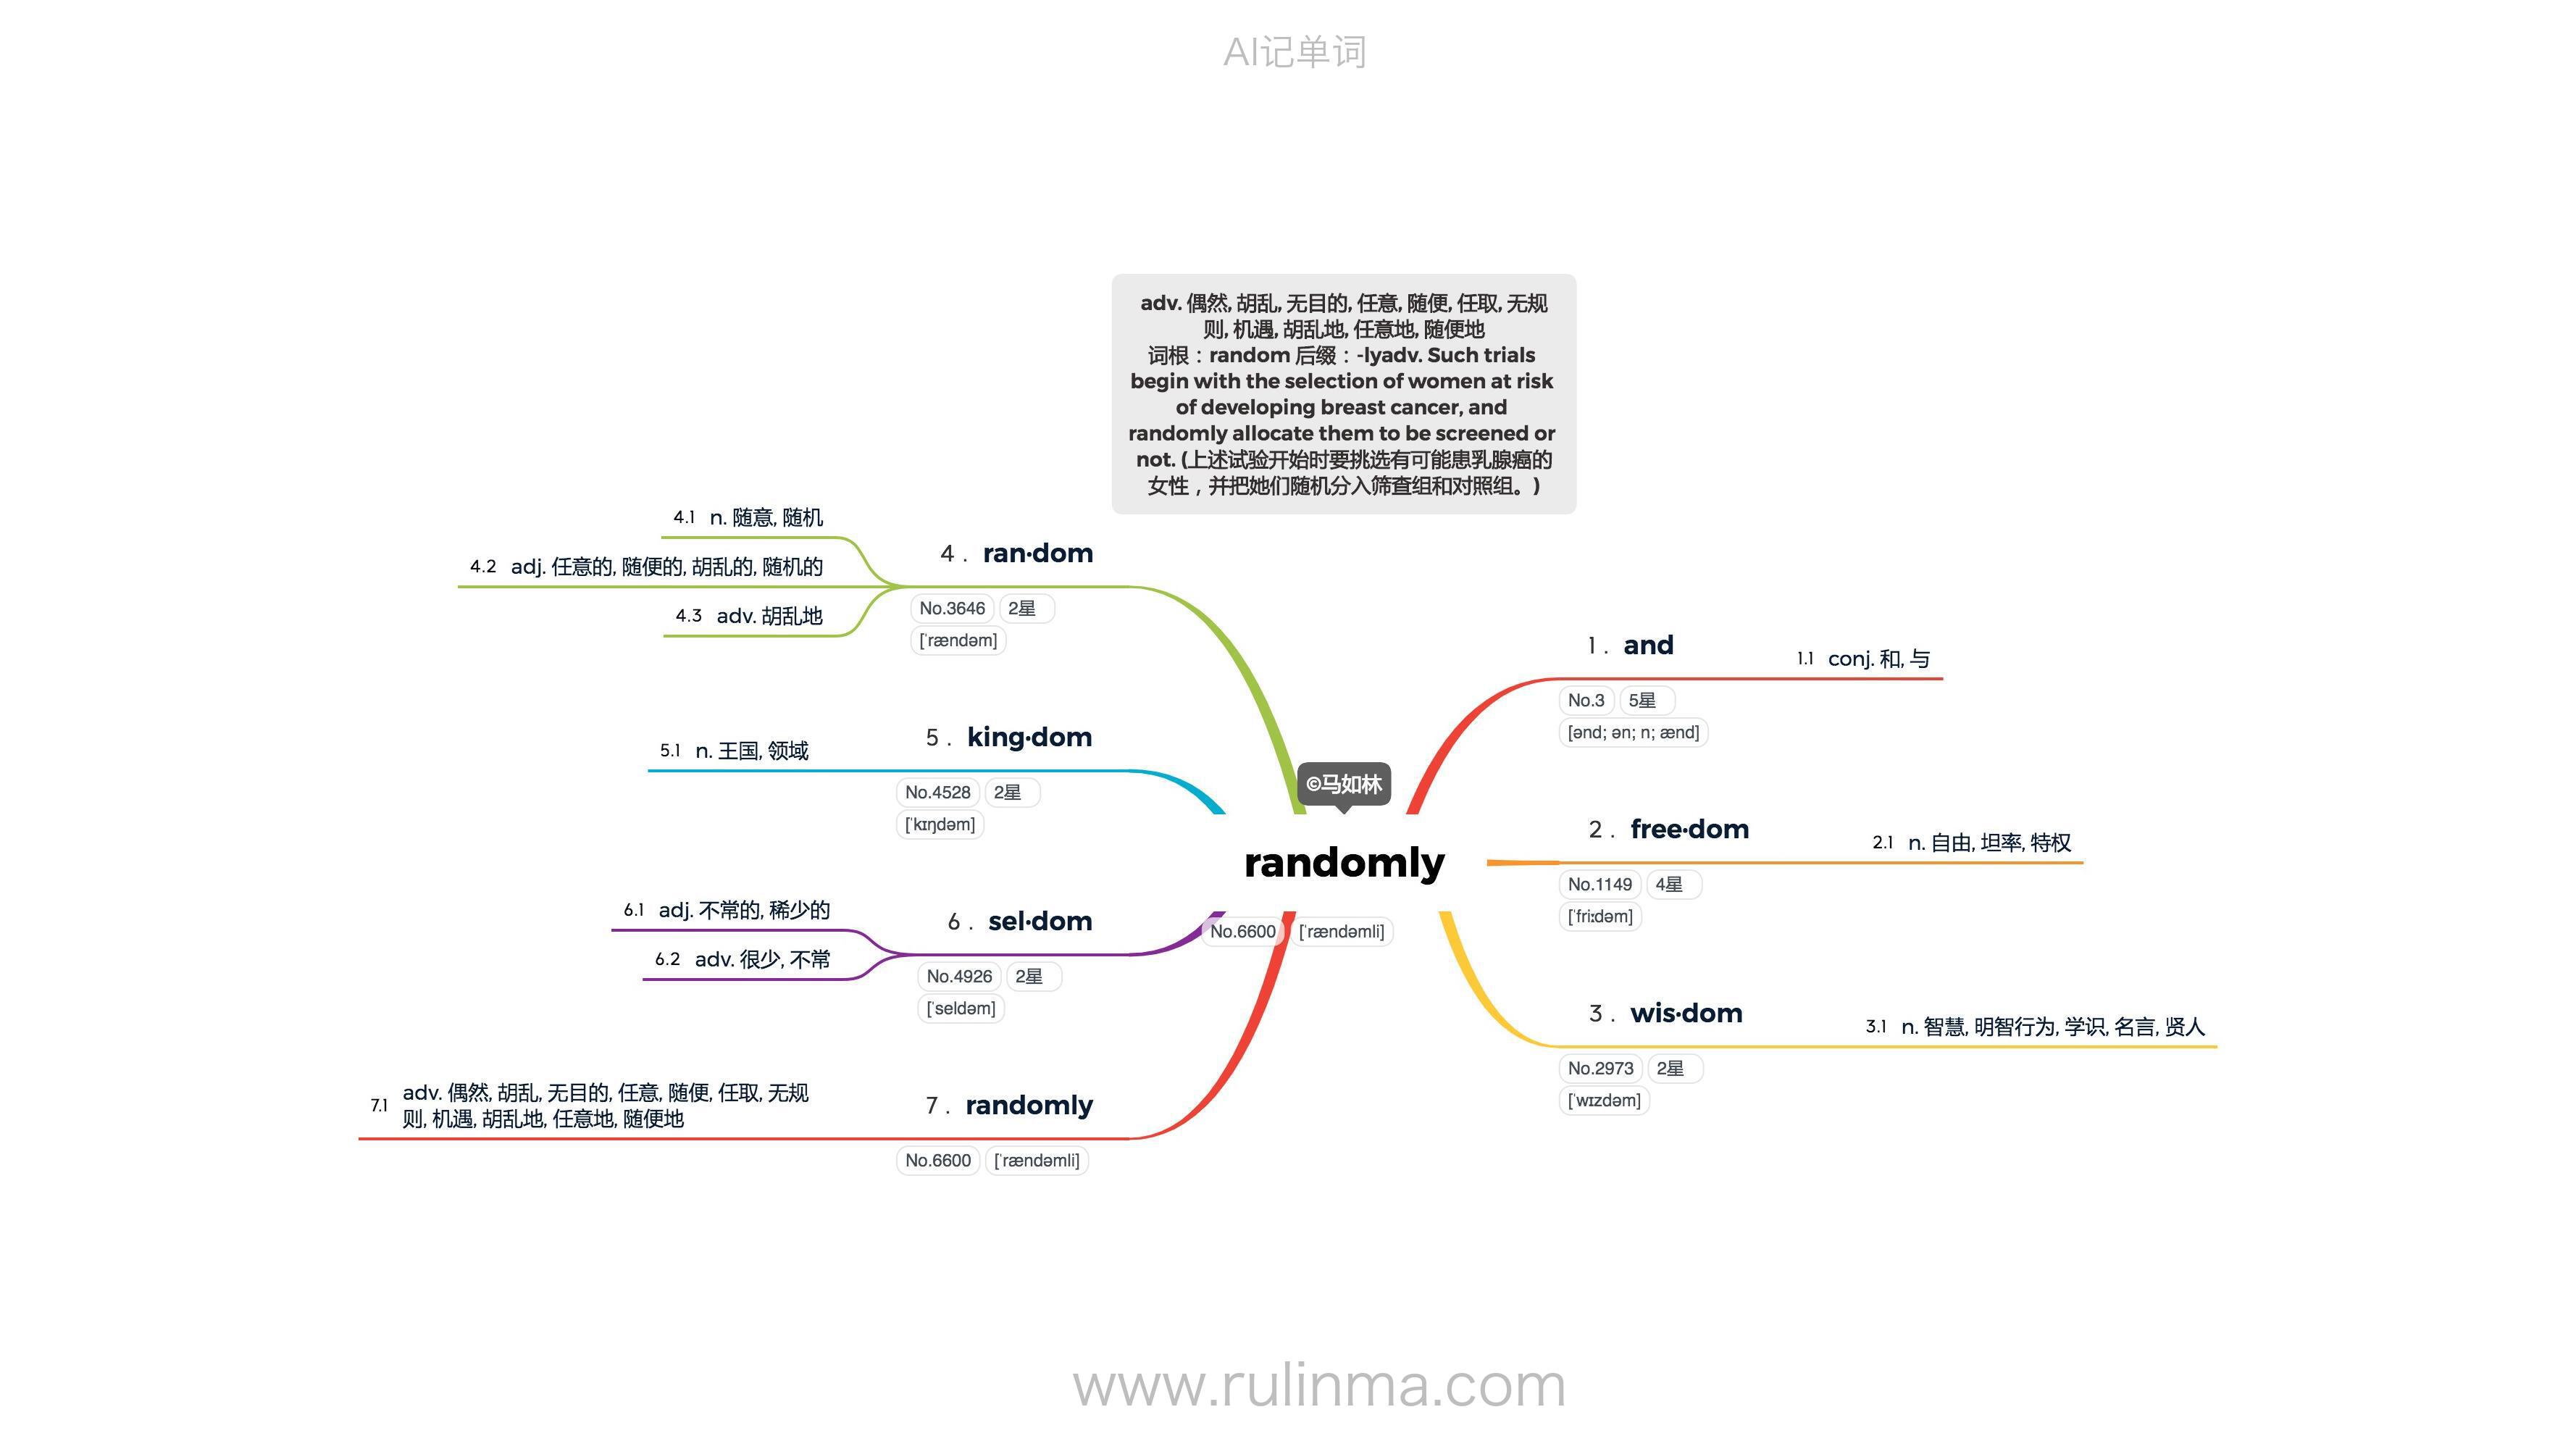 AI记单词
adv. 偶然, 胡乱, 无目的, 任意, 随便, 任取, 无规
则, 机遇, 胡乱地, 任意地, 随便地
词根：random 后缀：-lyadv. Such trials
begin with the selection of women at risk
of developing breast cancer, and
randomly allocate them to be screened or
not. (上述试验开始时要挑选有可能患乳腺癌的
女性，并把她们随机分入筛查组和对照组。)
©马如林
randomly
No.6600 [ˈrændəmli]
1. and
No.3 5星
[ənd; ən; n; ænd]
1.1 conj. 和, 与
2. free·dom
No.1149 4星
[ˈfriːdəm]
2.1 n. 自由, 坦率, 特权
3. wis·dom
No.2973 2星
[ˈwɪzdəm]
3.1 n. 智慧, 明智行为, 学识, 名言, 贤人
4. ran·dom
No.3646 2星
[ˈrændəm]
4.1 n. 随意, 随机
4.2 adj. 任意的, 随便的, 胡乱的, 随机的
4.3 adv. 胡乱地
5. king·dom
No.4528 2星
[ˈkɪŋdəm]
5.1 n. 王国, 领域
6. sel·dom
No.4926 2星
[ˈseldəm]
6.1 adj. 不常的, 稀少的
6.2 adv. 很少, 不常
7. randomly
No.6600 [ˈrændəmli]
7.1 adv. 偶然, 胡乱, 无目的, 任意, 随便, 任取, 无规
则, 机遇, 胡乱地, 任意地, 随便地
www.rulinma.com